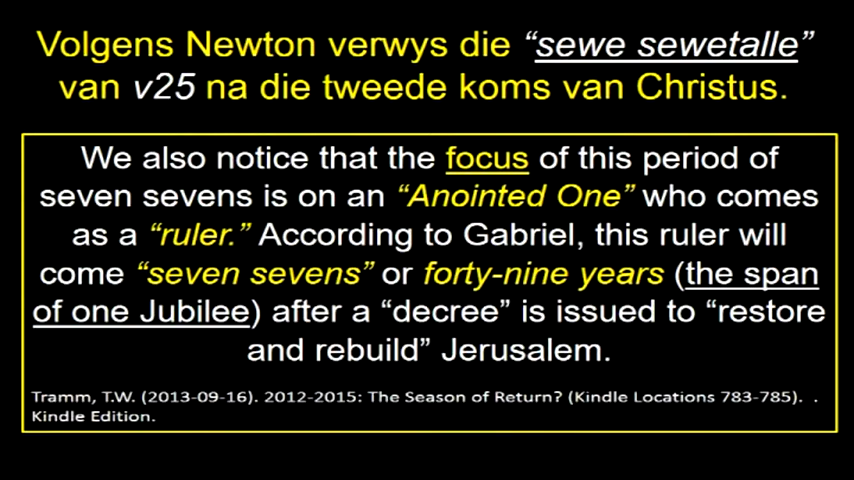 Volgens Newton verwys die “sewe sewetalle”
van v25 na die tweede koms van Christus.
We also notice that the focus of this period of
seven sevens is on an “Anointed One” who comes
as a “ruler.” According to Gabriel, this ruler will
come “seven sevens” or forty-nine years (the span
of one Jubilee) after a “decree” is issued to “restore
and rebuild” Jerusalem.
Tramm, T.W. (2013-09-16). 2012-2015: The Season of Return? (Kindle Locations 783-785). .
Kindle Edition.